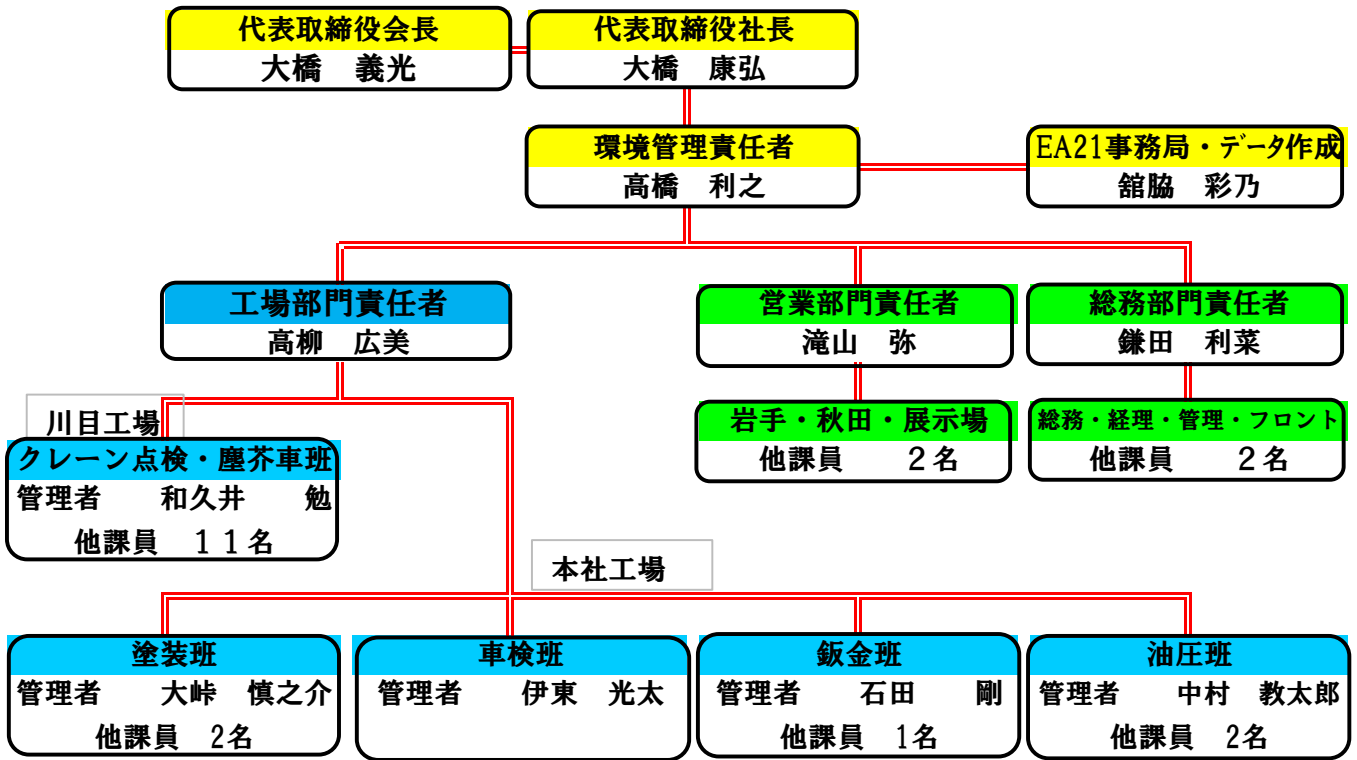 代表取締役会長
大橋　義光
代表取締役社長
大橋　康弘
環境管理責任者
高橋　利之
EA21事務局・データ作成
舘脇　彩乃
工場部門責任者
高柳　広美
営業部門責任者
滝山　弥
総務部門責任者
鎌田　利菜
岩手・秋田・展示場
他課員　２名
総務・経理・管理・フロント
他課員　２名
川目工場
クレーン点検・塵芥車班
管理者　和久井　勉
他課員　１１名
本社工場
塗装班
管理者　大峠　慎之介
他課員　2名
車検班
管理者　伊東　光太
鈑金班
管理者　石田　剛
他課員　1名
油圧班
管理者　中村　教太郎
他課員　2名